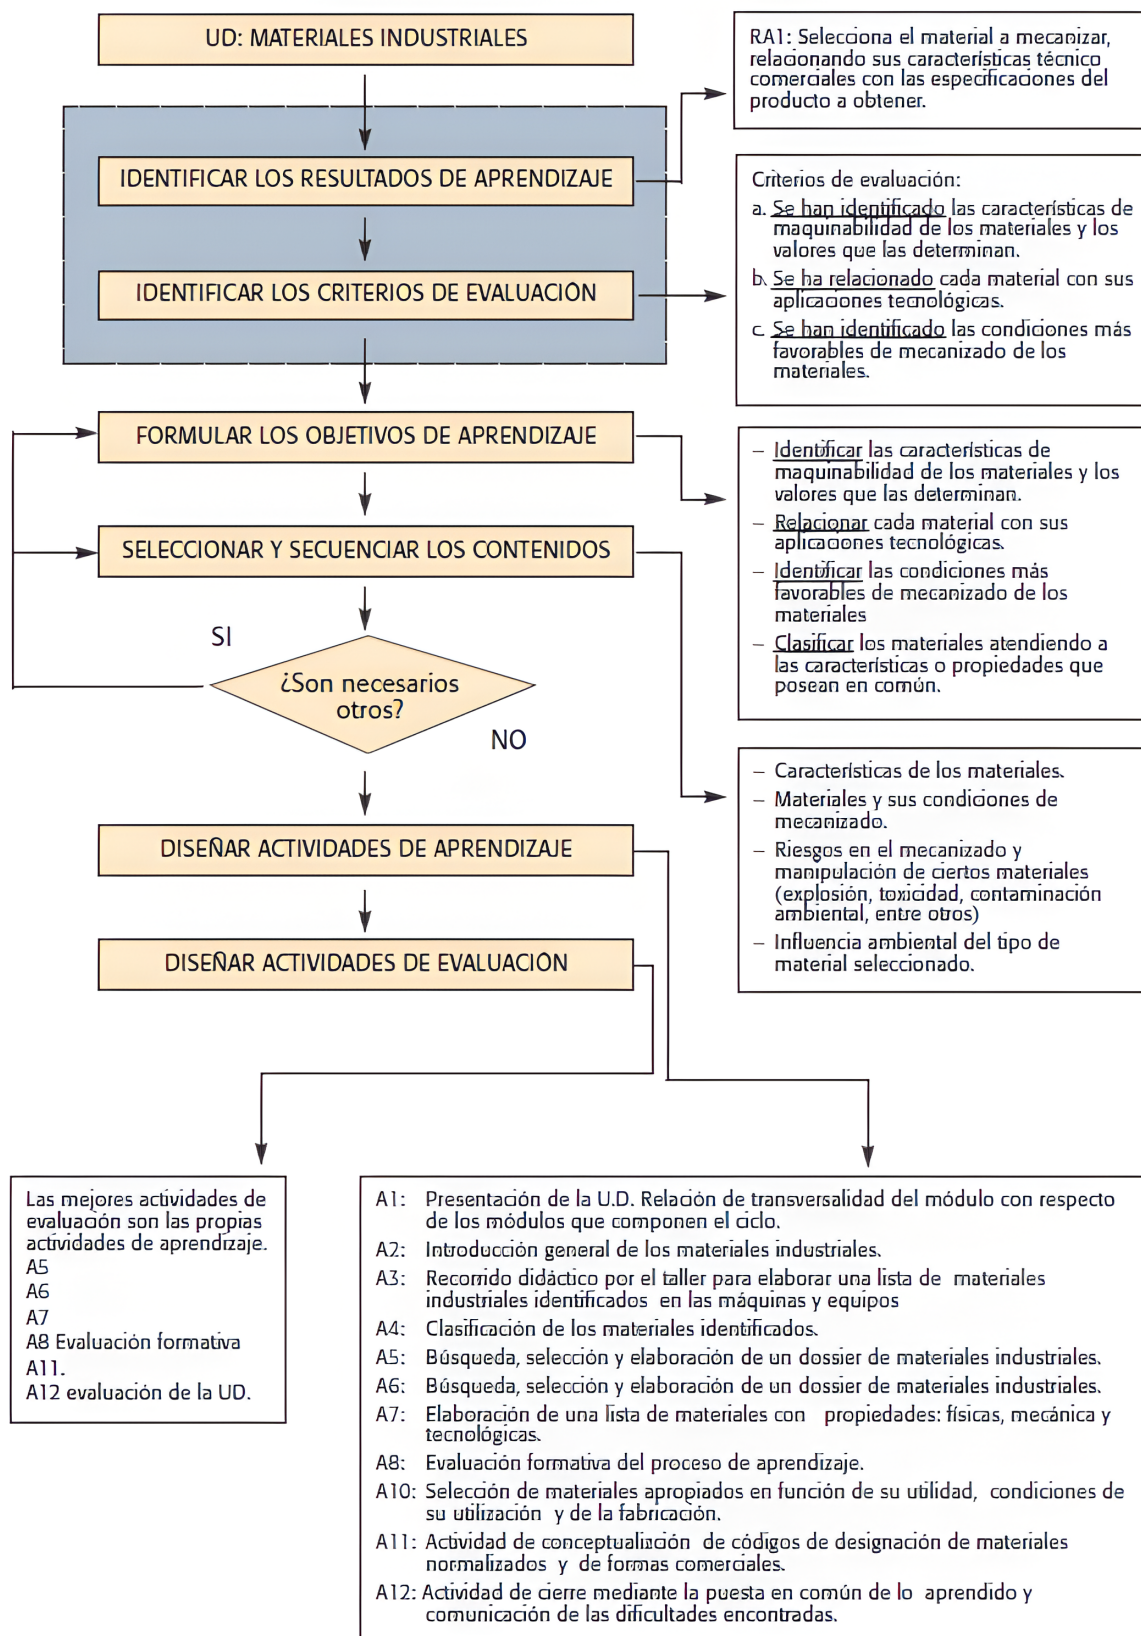 UD: MATERIALES INDUSTRIALES
RA1: Selecciona el material a mecanizar,
relacionando sus características técnico
comerciales con las especificaciones del
producto a obtener.
IDENTIFICAR LOS RESULTADOS DE APRENDIZAJE
IDENTIFICAR LOS CRITERIOS DE EVALUACIÓN
Criterios de evaluación:
a. Se han identificado las características de
maquinabilidad de los materiales y los
valores que las determinan.
b. Se ha relacionado cada material con sus
aplicaciones tecnológicas.
c. Se han identificado las condiciones más
favorables de mecanizado de los
materiales.
FORMULAR LOS OBJETIVOS DE APRENDIZAJE
SELECCIONAR Y SECUENCIAR LOS CONTENIDOS
– Identificar las características de
maquinabilidad de los materiales y los
valores que las determinan.
– Relacionar cada material con sus
aplicaciones tecnológicas.
– Identificar las condiciones más
favorables de mecanizado de los
materiales
– Clasificar los materiales atendiendo a
las características o propiedades que
posean en común.
SI
¿Son necesarios
otros?
NO
– Características de los materiales.
– Materiales y sus condiciones de
mecanizado.
– Riesgos en el mecanizado y
manipulación de ciertos materiales
(explosión, toxicidad, contaminación
ambiental, entre otros)
– Influencia ambiental del tipo de
material seleccionado.
DISEÑAR ACTIVIDADES DE APRENDIZAJE
DISEÑAR ACTIVIDADES DE EVALUACIÓN
Las mejores actividades de
evaluación son las propias
actividades de aprendizaje.
A5
A6
A7
A8 Evaluación formativa
A11.
A12 evaluación de la UD.
A1: Presentación de la U.D. Relación de transversalidad del módulo con respecto
de los módulos que componen el ciclo.
A2: Introducción general de los materiales industriales.
A3: Recorrido didáctico por el taller para elaborar una lista de materiales
industriales identificados en las máquinas y equipos
A4: Clasificación de los materiales identificados.
A5: Búsqueda, selección y elaboración de un dossier de materiales industriales.
A6: Búsqueda, selección y elaboración de un dossier de materiales industriales.
A7: Elaboración de una lista de materiales con propiedades: físicas, mecánica y
tecnológicas.
A8: Evaluación formativa del proceso de aprendizaje.
A10: Selección de materiales apropiados en función de su utilidad, condiciones de
su utilización y de la fabricación.
A11: Actividad de conceptualización de códigos de designación de materiales
normalizados y de formas comerciales.
A12: Actividad de cierre mediante la puesta en común de lo aprendido y
comunicación de las dificultades encontradas.